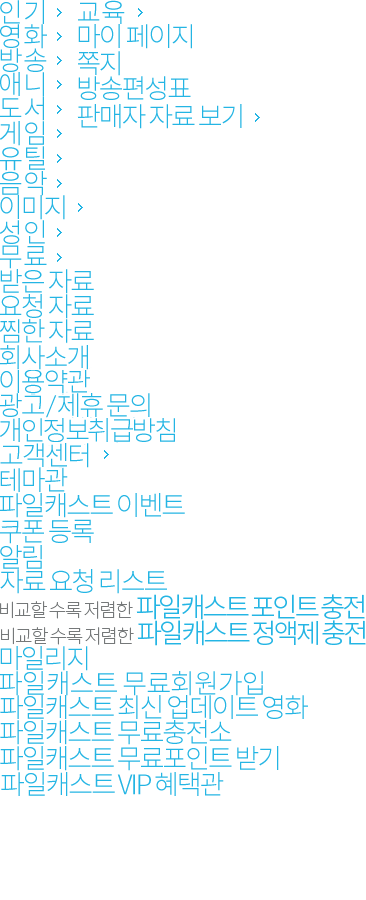 인기 >
영화 >
방송 >
애니 >
도서 >
게임 >
유틸 >
음악 >
이미지 >
성인 >
무료 >
받은 자료
요청 자료
찜한 자료
회사소개
이용약관
광고/제휴 문의
개인정보취급방침
고객센터 >
테마관
파일캐스트 이벤트
쿠폰 등록
알림
자료 요청 리스트
비교할 수록 저렴한 파일캐스트 포인트 충전
비교할 수록 저렴한 파일캐스트 정액제 충전
마일리지
파일캐스트 무료회원가입
파일캐스트 최신 업데이트 영화
파일캐스트 무료충전소
파일캐스트 무료포인트 받기
파일캐스트 VIP 혜택관
교육 >
마이 페이지
쪽지
방송편성표
판매자 자료 보기 >